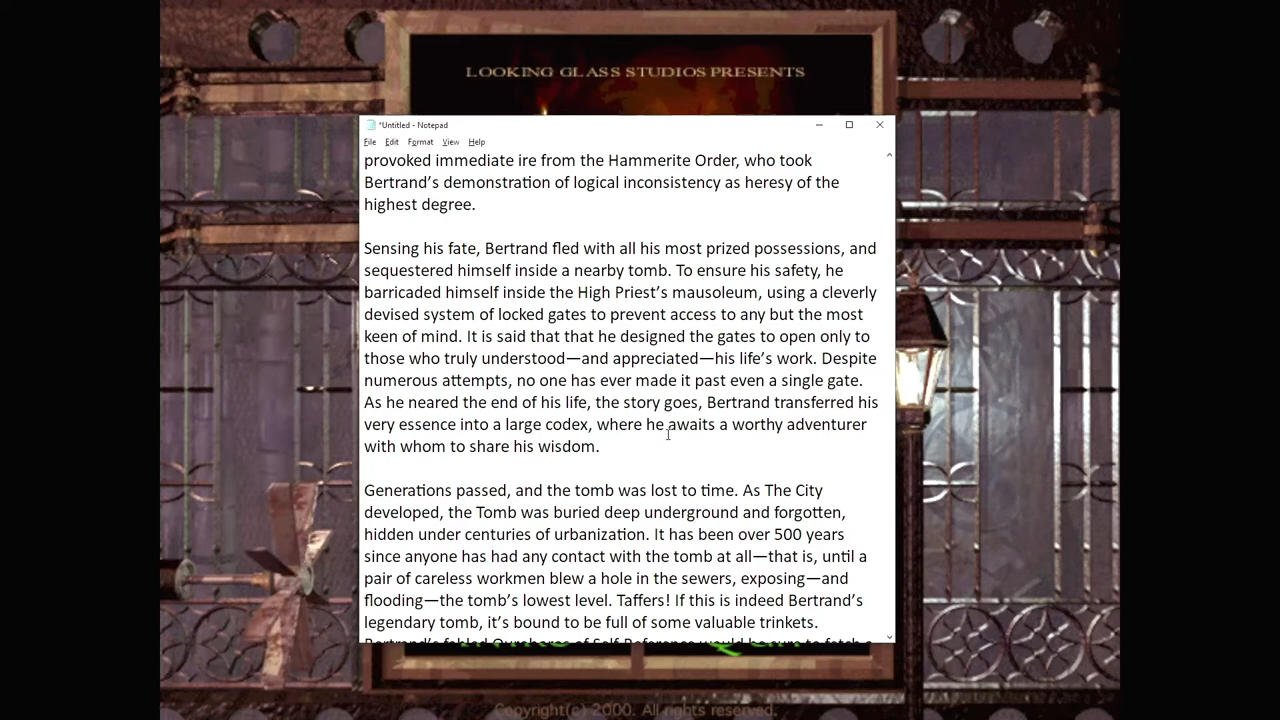 LOOKING GLASS STUDIOS PRESENTS
*Untitled - Notepad
File Edit Format View Help
provoked immediate ire from the Hammerite Order, who took
Bertrand’s demonstration of logical inconsistency as heresy of the
highest degree.
Sensing his fate, Bertrand fled with all his most prized possessions, and
sequestered himself inside a nearby tomb. To ensure his safety, he
barricaded himself inside the High Priest’s mausoleum, using a cleverly
devised system of locked gates to prevent access to any but the most
keen of mind. It is said that that he designed the gates to open only to
those who truly understood—and appreciated—his life’s work. Despite
numerous attempts, no one has ever made it past even a single gate.
As he neared the end of his life, the story goes, Bertrand transferred his
very essence into a large codex, where he awaits a worthy adventurer
with whom to share his wisdom.
Generations passed, and the tomb was lost to time. As The City
developed, the Tomb was buried deep underground and forgotten,
hidden under centuries of urbanization. It has been over 500 years
since anyone has had any contact with the tomb at all—that is, until a
pair of careless workmen blew a hole in the sewers, exposing—and
flooding—the tomb’s lowest level. Taffers! If this is indeed Bertrand’s
legendary tomb, it’s bound to be full of some valuable trinkets.
Bertrand’s fabled Ouroboros of Self-Reference would be sure to fetch a
Copyright(c) 2000. All rights reserved.